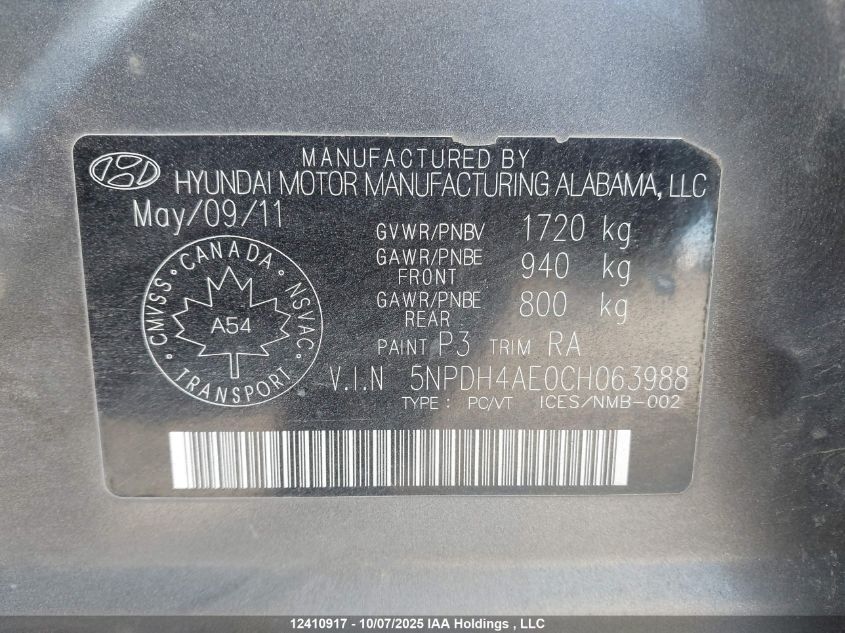 MANUFACTURED BY
HYUNDAI MOTOR MANUFACTURING ALABAMA, LLC
May/09/11
GVWR/PNBV 1720 kg
GAWR/PNBE FRONT 940 kg
GAWR/PNBE REAR 800 kg
PAINT P3 TRIM RA
V.I.N 5NPDH4AE0CH063988
TYPE : PC/VT ICES/NMB-002
CANADA
CMVSS
NSVAC
A54
TRANSPORT
12410917 - 10/07/2025 IAA Holdings , LLC